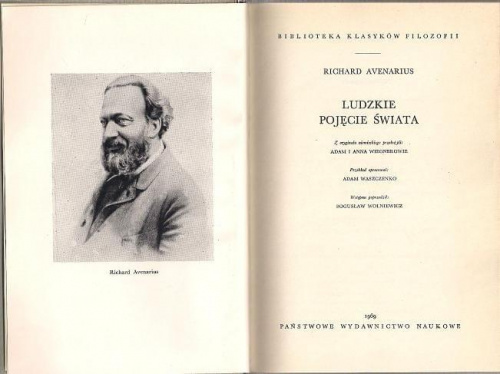 Richard Avenarius
BIBLIOTEKA KLASYKÓW FILOZOFII
RICHARD AVENARIUS
LUDZKIE
POJĘCIE ŚWIATA
Z oryginału niemieckiego przełożyli:
ADAM I ANNA WIEGNEROWIE
Przekład opracował:
ADAM WASZCZENKO
Wstępem poprzedził:
BOGUSŁAW WOLNIEWICZ
1969
PAŃSTWOWE WYDAWNICTWO NAUKOWE